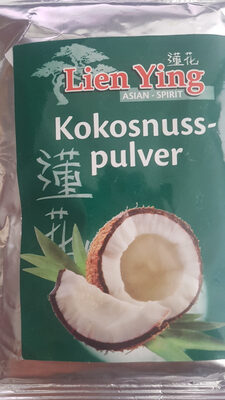 蓮花
Lien Ying
ASIAN - SPIRIT
Kokosnuss-
pulver
蓮花